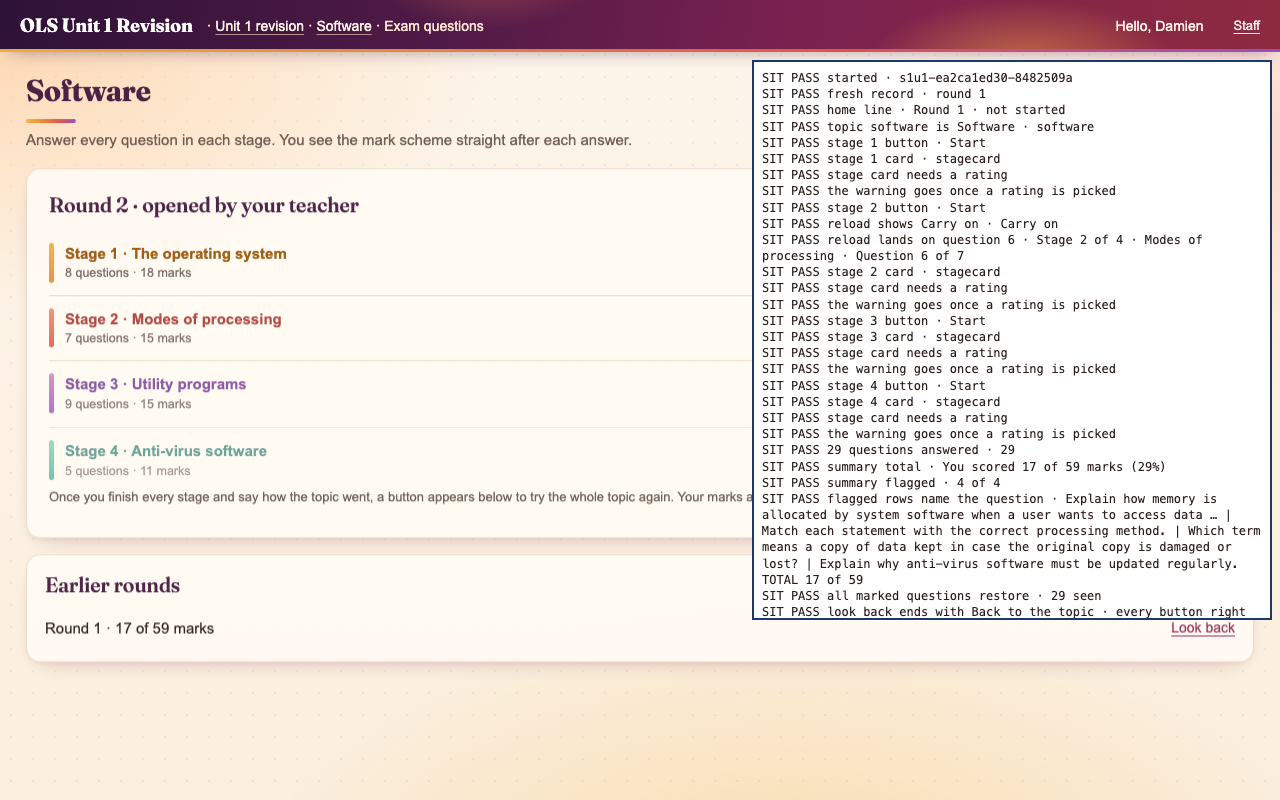 OLS Unit 1 Revision · Unit 1 revision · Software · Exam questions
Hello, Damien
Staff
Software
Answer every question in each stage. You see the mark scheme straight after each answer.
Round 2 · opened by your teacher
Stage 1 · The operating system
8 questions · 18 marks
Stage 2 · Modes of processing
7 questions · 15 marks
Stage 3 · Utility programs
9 questions · 15 marks
Stage 4 · Anti-virus software
5 questions · 11 marks
Once you finish every stage and say how the topic went, a button appears below to try the whole topic again. Your marks a
Earlier rounds
Round 1 · 17 of 59 marks
Look back
SIT PASS started · s1u1-ea2ca1ed30-8482509a
SIT PASS fresh record · round 1
SIT PASS home line · Round 1 · not started
SIT PASS topic software is Software · software
SIT PASS stage 1 button · Start
SIT PASS stage 1 card · stagecard
SIT PASS stage card needs a rating
SIT PASS the warning goes once a rating is picked
SIT PASS stage 2 button · Start
SIT PASS reload shows Carry on · Carry on
SIT PASS reload lands on question 6 · Stage 2 of 4 · Modes of
processing · Question 6 of 7
SIT PASS stage 2 card · stagecard
SIT PASS stage card needs a rating
SIT PASS the warning goes once a rating is picked
SIT PASS stage 3 button · Start
SIT PASS stage 3 card · stagecard
SIT PASS stage card needs a rating
SIT PASS the warning goes once a rating is picked
SIT PASS stage 4 button · Start
SIT PASS stage 4 card · stagecard
SIT PASS stage card needs a rating
SIT PASS the warning goes once a rating is picked
SIT PASS 29 questions answered · 29
SIT PASS summary total · You scored 17 of 59 marks (29%)
SIT PASS summary flagged · 4 of 4
SIT PASS flagged rows name the question · Explain how memory is
allocated by system software when a user wants to access data … |
Match each statement with the correct processing method. | Which term
means a copy of data kept in case the original copy is damaged or
lost? | Explain why anti-virus software must be updated regularly.
TOTAL 17 of 59
SIT PASS all marked questions restore · 29 seen
SIT PASS look back ends with Back to the topic · every button right